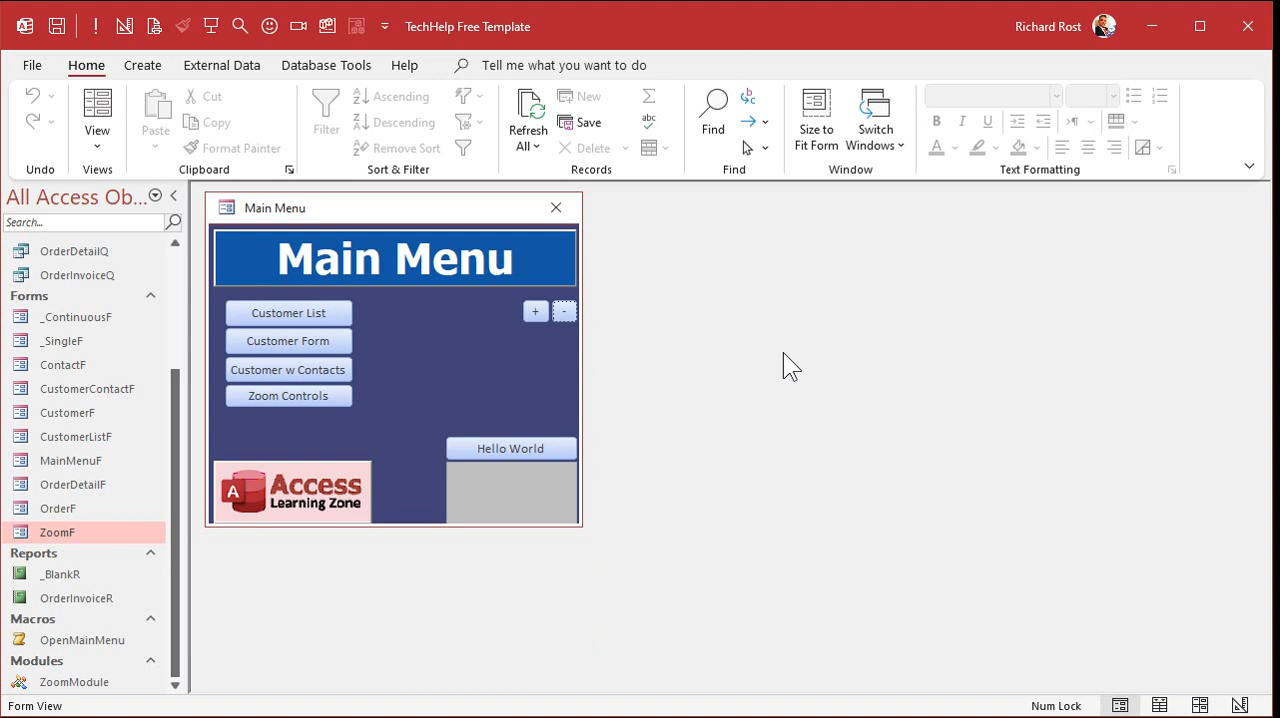 TechHelp Free Template
Richard Rost
File Home Create External Data Database Tools Help Tell me what you want to do
Undo
View
Views
Paste
Cut
Copy
Format Painter
Clipboard
Filter
Ascending
Descending
Remove Sort
Sort & Filter
Refresh
All
New
Save
Delete
Records
Find
Find
Size to
Fit Form
Switch
Windows
Window
B I U
A
Text Formatting
All Access Ob...
Search...
OrderDetailQ
OrderInvoiceQ
Forms
_ContinuousF
_SingleF
ContactF
CustomerContactF
CustomerF
CustomerListF
MainMenuF
OrderDetailF
OrderF
ZoomF
Reports
_BlankR
OrderInvoiceR
Macros
OpenMainMenu
Modules
ZoomModule
Main Menu
Main Menu
Customer List
+ -
Customer Form
Customer w Contacts
Zoom Controls
Hello World
A Access
Learning Zone
Form View
Num Lock